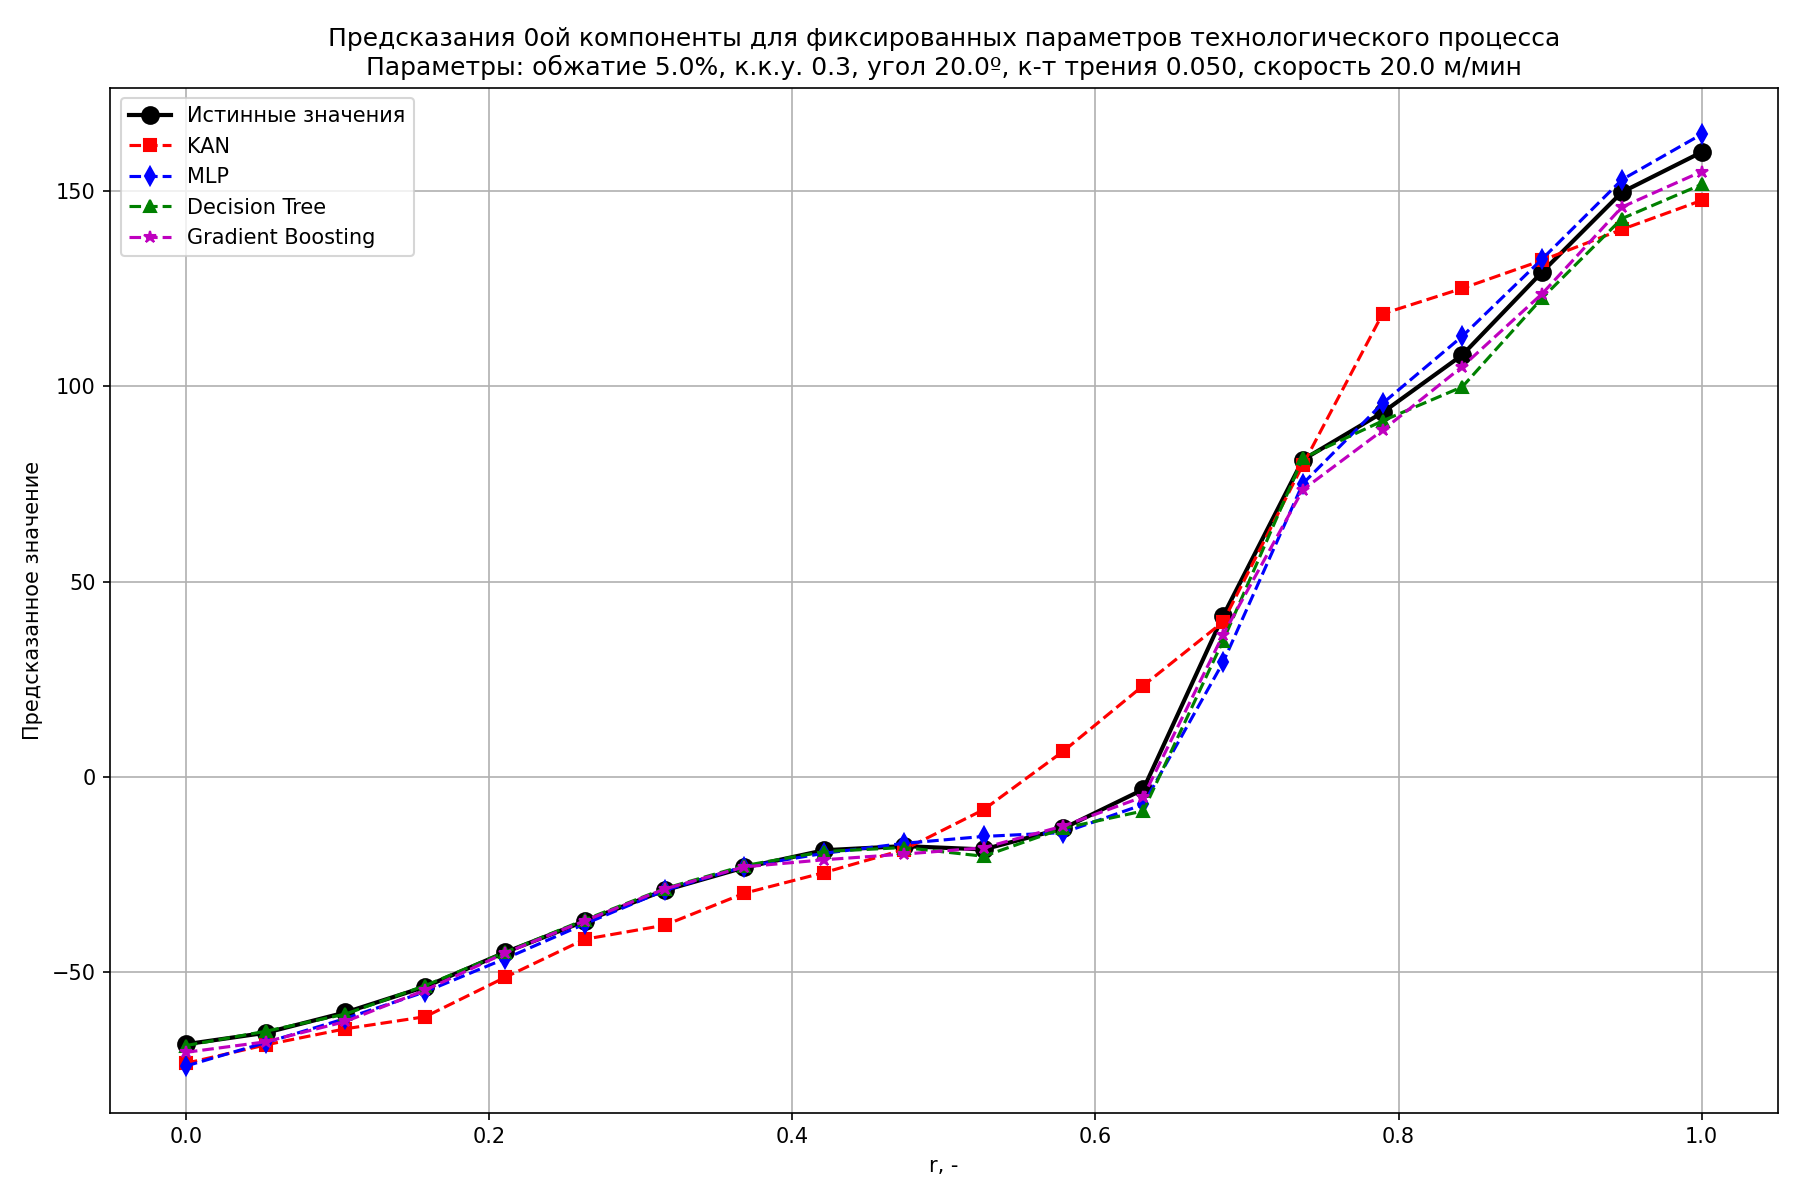 Предсказания 0ой компоненты для фиксированных параметров технологического процесса
Параметры: обжатие 5.0%, к.к.у. 0.3, угол 20.0º, к-т трения 0.050, скорость 20.0 м/мин
Истинные значения
KAN
MLP
Decision Tree
Gradient Boosting
Предсказанное значение
150
100
50
0
−50
0.0
0.2
0.4
0.6
0.8
1.0
r, -